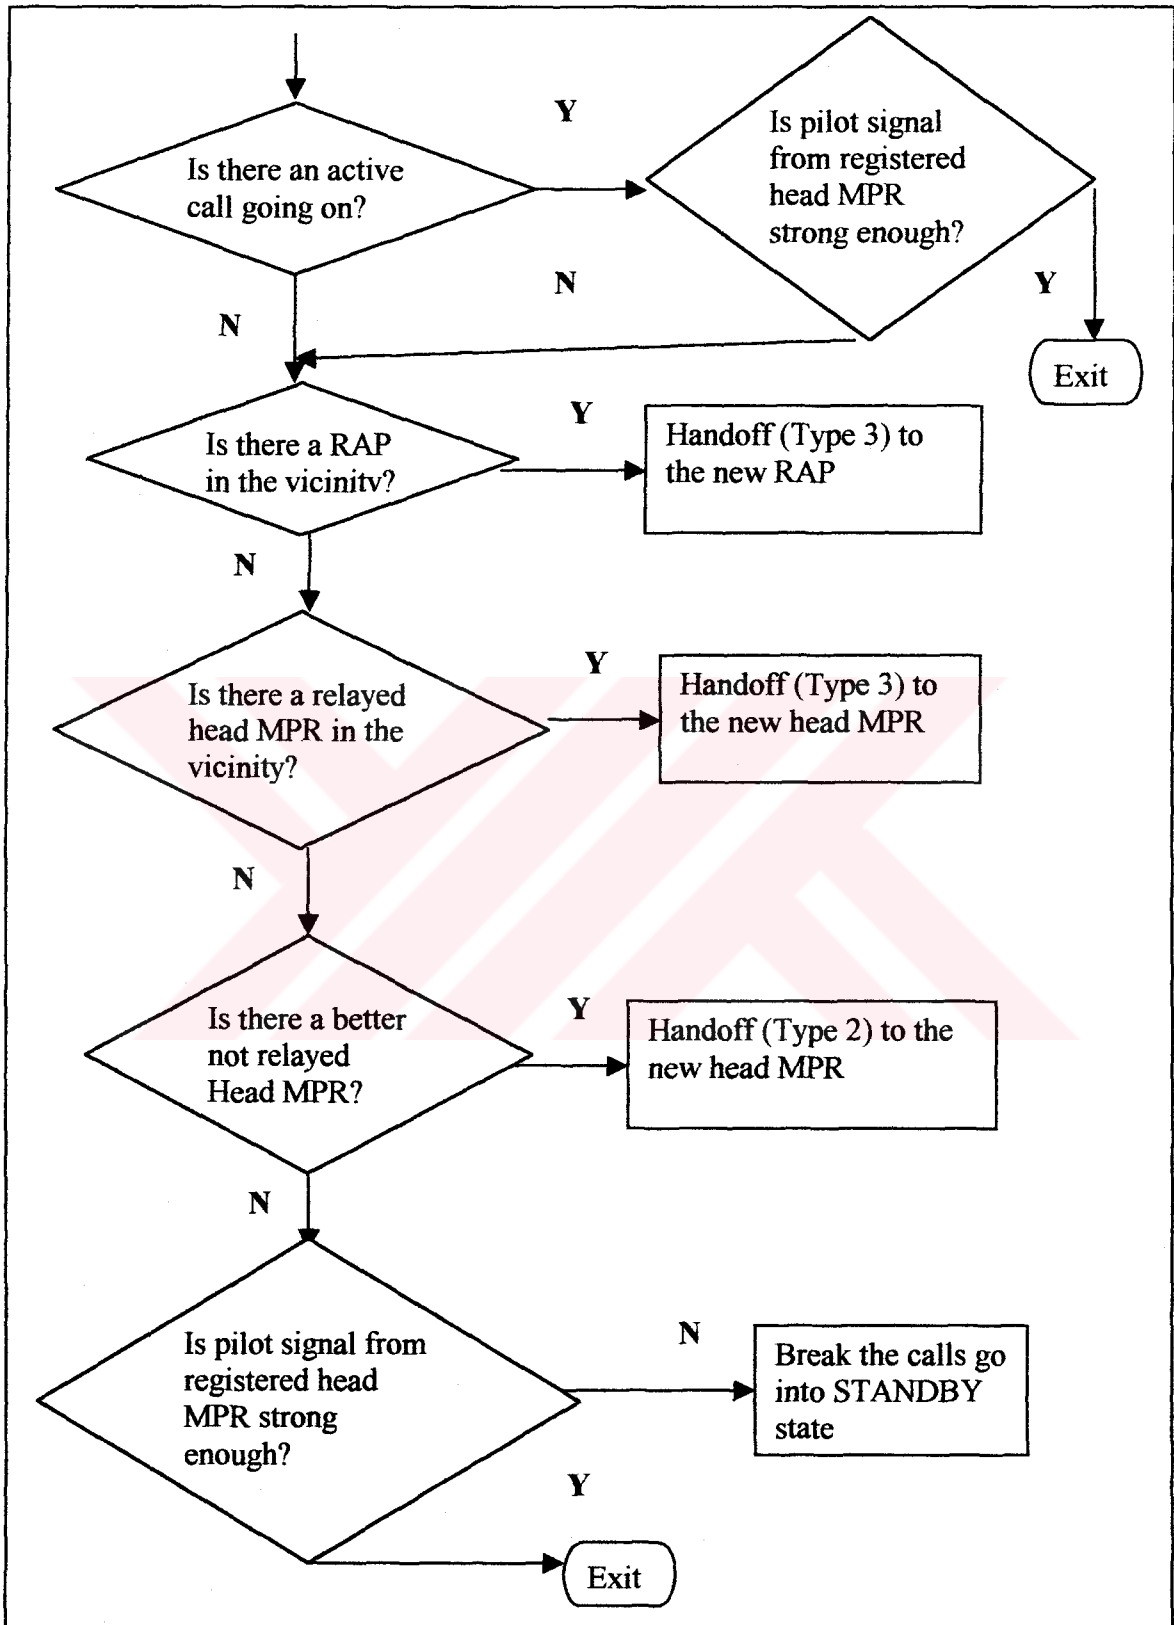 Is there an active
call going on?
Y
Is pilot signal
from registered
head MPR
strong enough?
N
Y
N
Exit
Is there a RAP
in the vicinity?
Y
Handoff (Type 3) to
the new RAP
N
Is there a relayed
head MPR in the
vicinity?
Y
Handoff (Type 3) to
the new head MPR
N
Is there a better
not relayed
Head MPR?
Y
Handoff (Type 2) to the
new head MPR
N
Is pilot signal from
registered head
MPR strong
enough?
N
Break the calls go
into STANDBY
state
Y
Exit